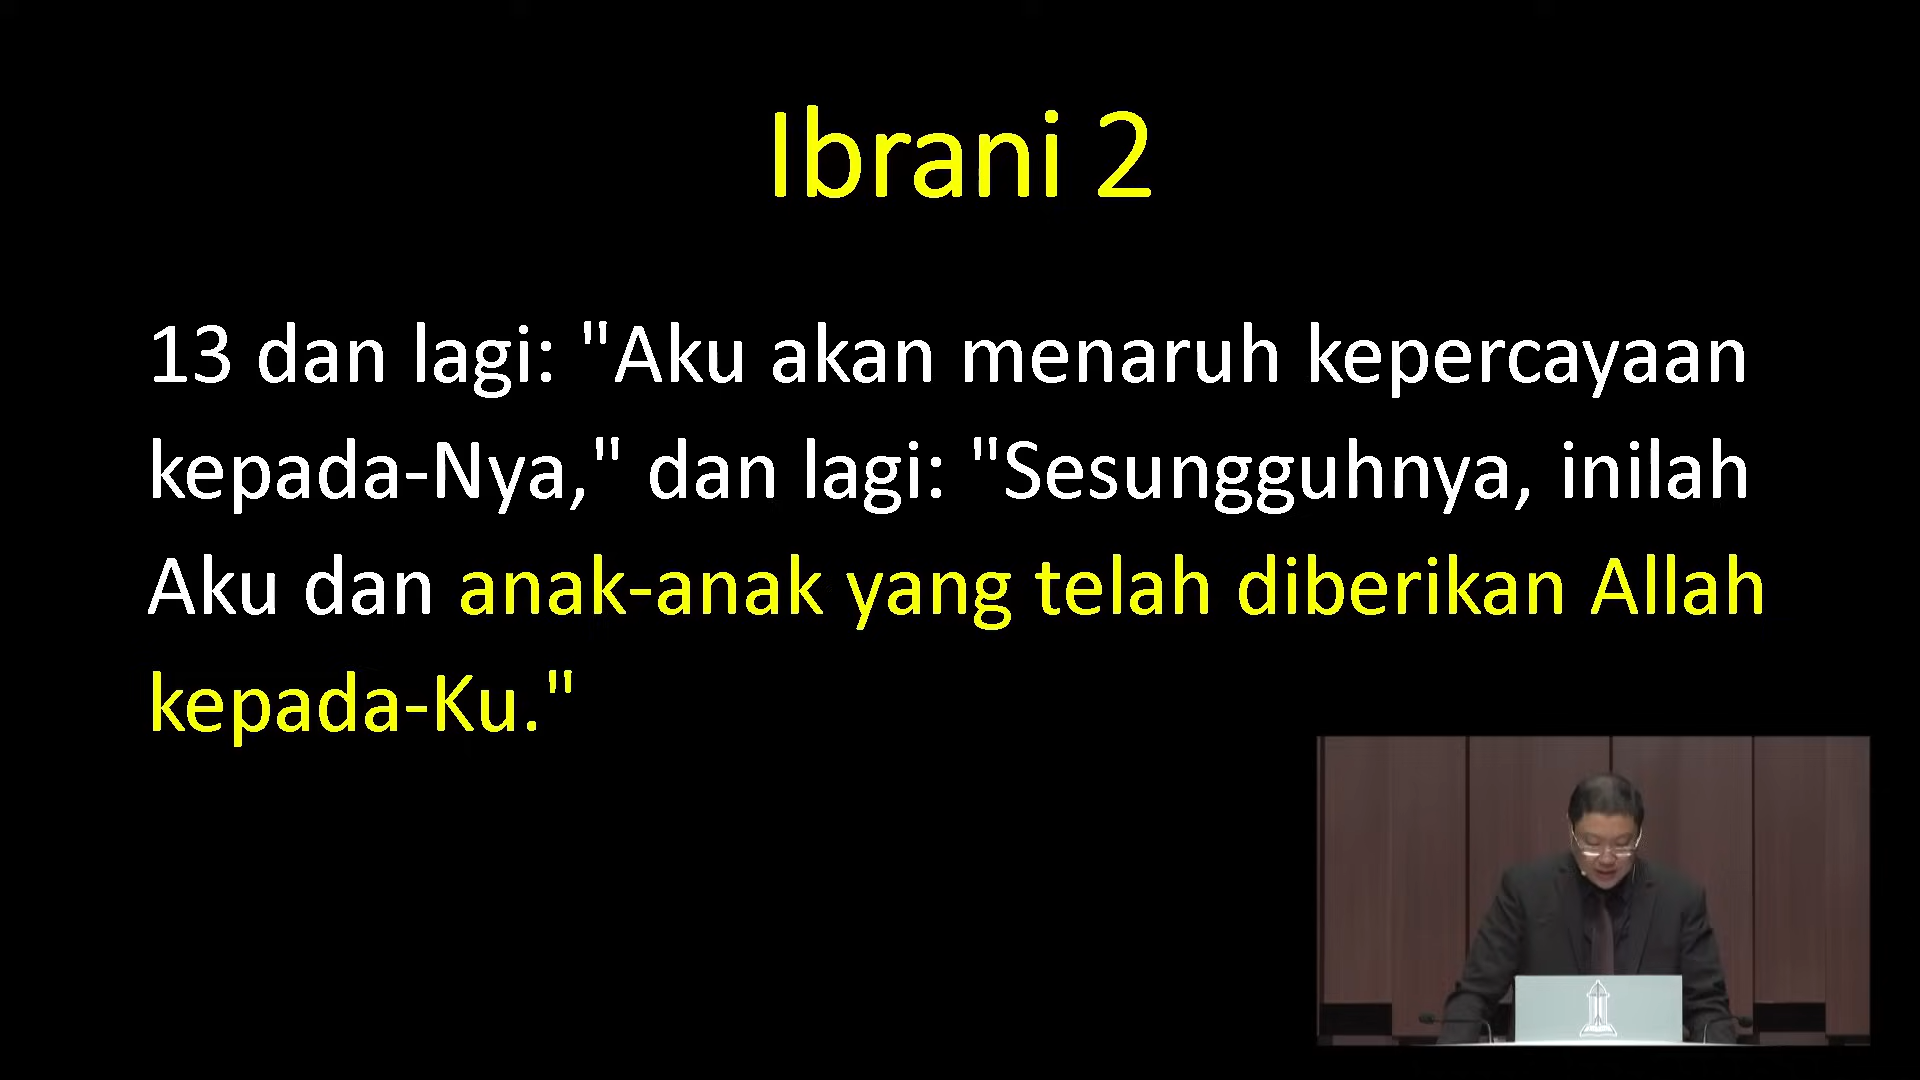 Ibrani 2
13 dan lagi: "Aku akan menaruh kepercayaan
kepada-Nya," dan lagi: "Sesungguhnya, inilah
Aku dan anak-anak yang telah diberikan Allah
kepada-Ku."